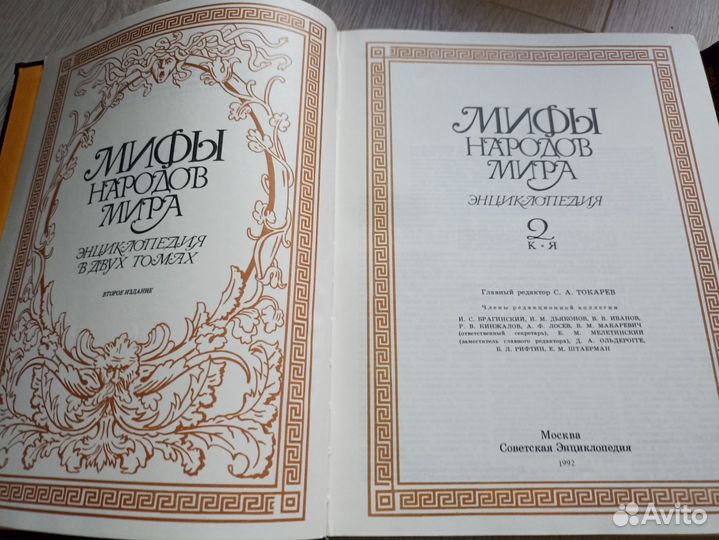 МИФЫ
НАРОДОВ
МИРА
ЭНЦИКЛОПЕДИЯ
В ДВУХ ТОМАХ
ВТОРОЕ ИЗДАНИЕ
МИФЫ
НАРОДОВ
МИРА
ЭНЦИКЛОПЕДИЯ
2
К • Я
Главный редактор С. А. ТОКАРЕВ
Члены редакционной коллегии
И. С. БРАГИНСКИЙ, И. М. ДЬЯКОНОВ, В. В. ИВАНОВ,
Р. В. КИНЖАЛОВ, А. Ф. ЛОСЕВ, В. М. МАКАРЕВИЧ
(ответственный секретарь), Е. М. МЕЛЕТИНСКИЙ
(заместитель главного редактора), Д. А. ОЛЬДЕРОГГЕ,
Б. Л. РИФТИН, Е. М. ШТАЕРМАН
Москва
Советская Энциклопедия
1992
Avito